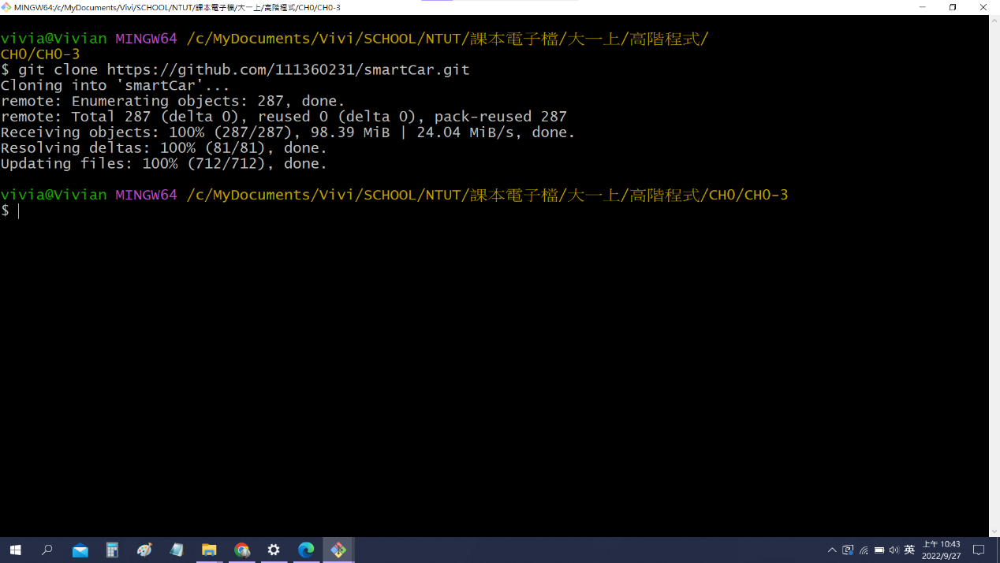 MINGW64:/c/MyDocuments/Vivi/SCHOOL/NTUT/課本電子檔/大一上/高階程式/CH0/CH0-3
vivia@Vivian MINGW64 /c/MyDocuments/Vivi/SCHOOL/NTUT/課本電子檔/大一上/高階程式/
CH0/CH0-3
$ git clone https://github.com/111360231/smartCar.git
Cloning into 'smartCar'...
remote: Enumerating objects: 287, done.
remote: Total 287 (delta 0), reused 0 (delta 0), pack-reused 287
Receiving objects: 100% (287/287), 98.39 MiB | 24.04 MiB/s, done.
Resolving deltas: 100% (81/81), done.
Updating files: 100% (712/712), done.
vivia@Vivian MINGW64 /c/MyDocuments/Vivi/SCHOOL/NTUT/課本電子檔/大一上/高階程式/CH0/CH0-3
$
英
上午 10:43
2022/9/27